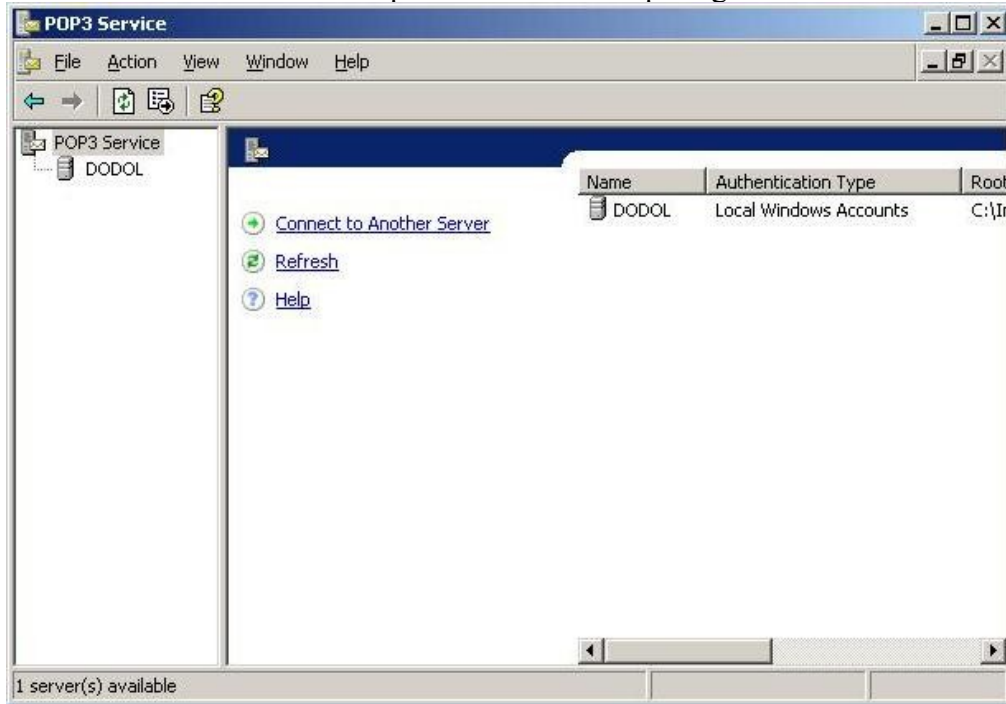 POP3 Service
File Action View Window Help
POP3 Service
DODOL
Connect to Another Server
Refresh
Help
Name Authentication Type
DODOL Local Windows Accounts
1 server(s) available